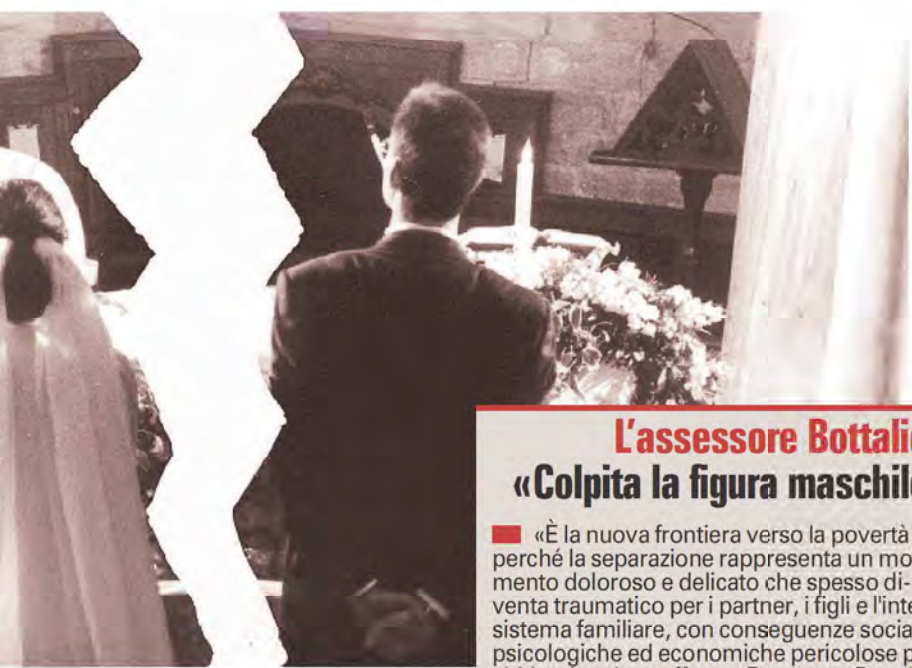 L'assessore Bottali
«Colpita la figura maschil
«È la nuova frontiera verso la povertà
perché la separazione rappresenta un mo-
mento doloroso e delicato che spesso di-
venta traumatico per i partner, i figli e l'inte
sistema familiare, con conseguenze socia
psicologiche ed economiche pericolose p